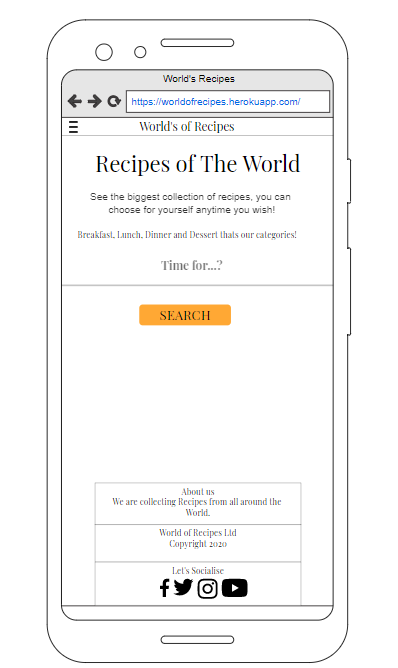 World's Recipes
https://worldofrecipes.herokuapp.com/
World's of Recipes
Recipes of The World
See the biggest collection of recipes, you can
choose for yourself anytime you wish!
Breakfast, Lunch, Dinner and Dessert thats our categories!
Time for...?
SEARCH
About us
We are collecting Recipes from all around the
World.
World of Recipes Ltd
Copyright 2020
Let's Socialise